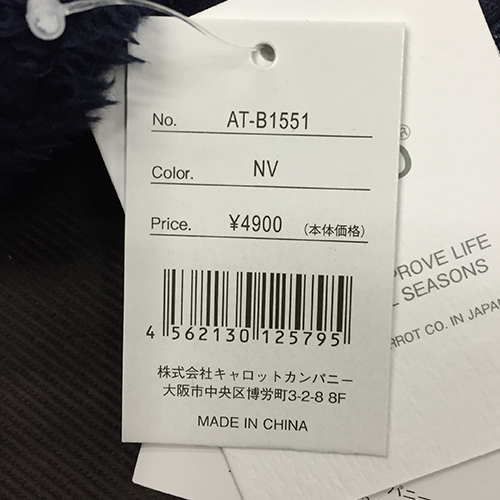 No. AT-B1551
Color. NV
Price. ¥4900 (本体価格)
4 562130 125795
株式会社キャロットカンパニー
大阪市中央区博労町3-2-8 8F
MADE IN CHINA
®
PROVE LIFE
SEASONS
ROT CO. IN JAPA